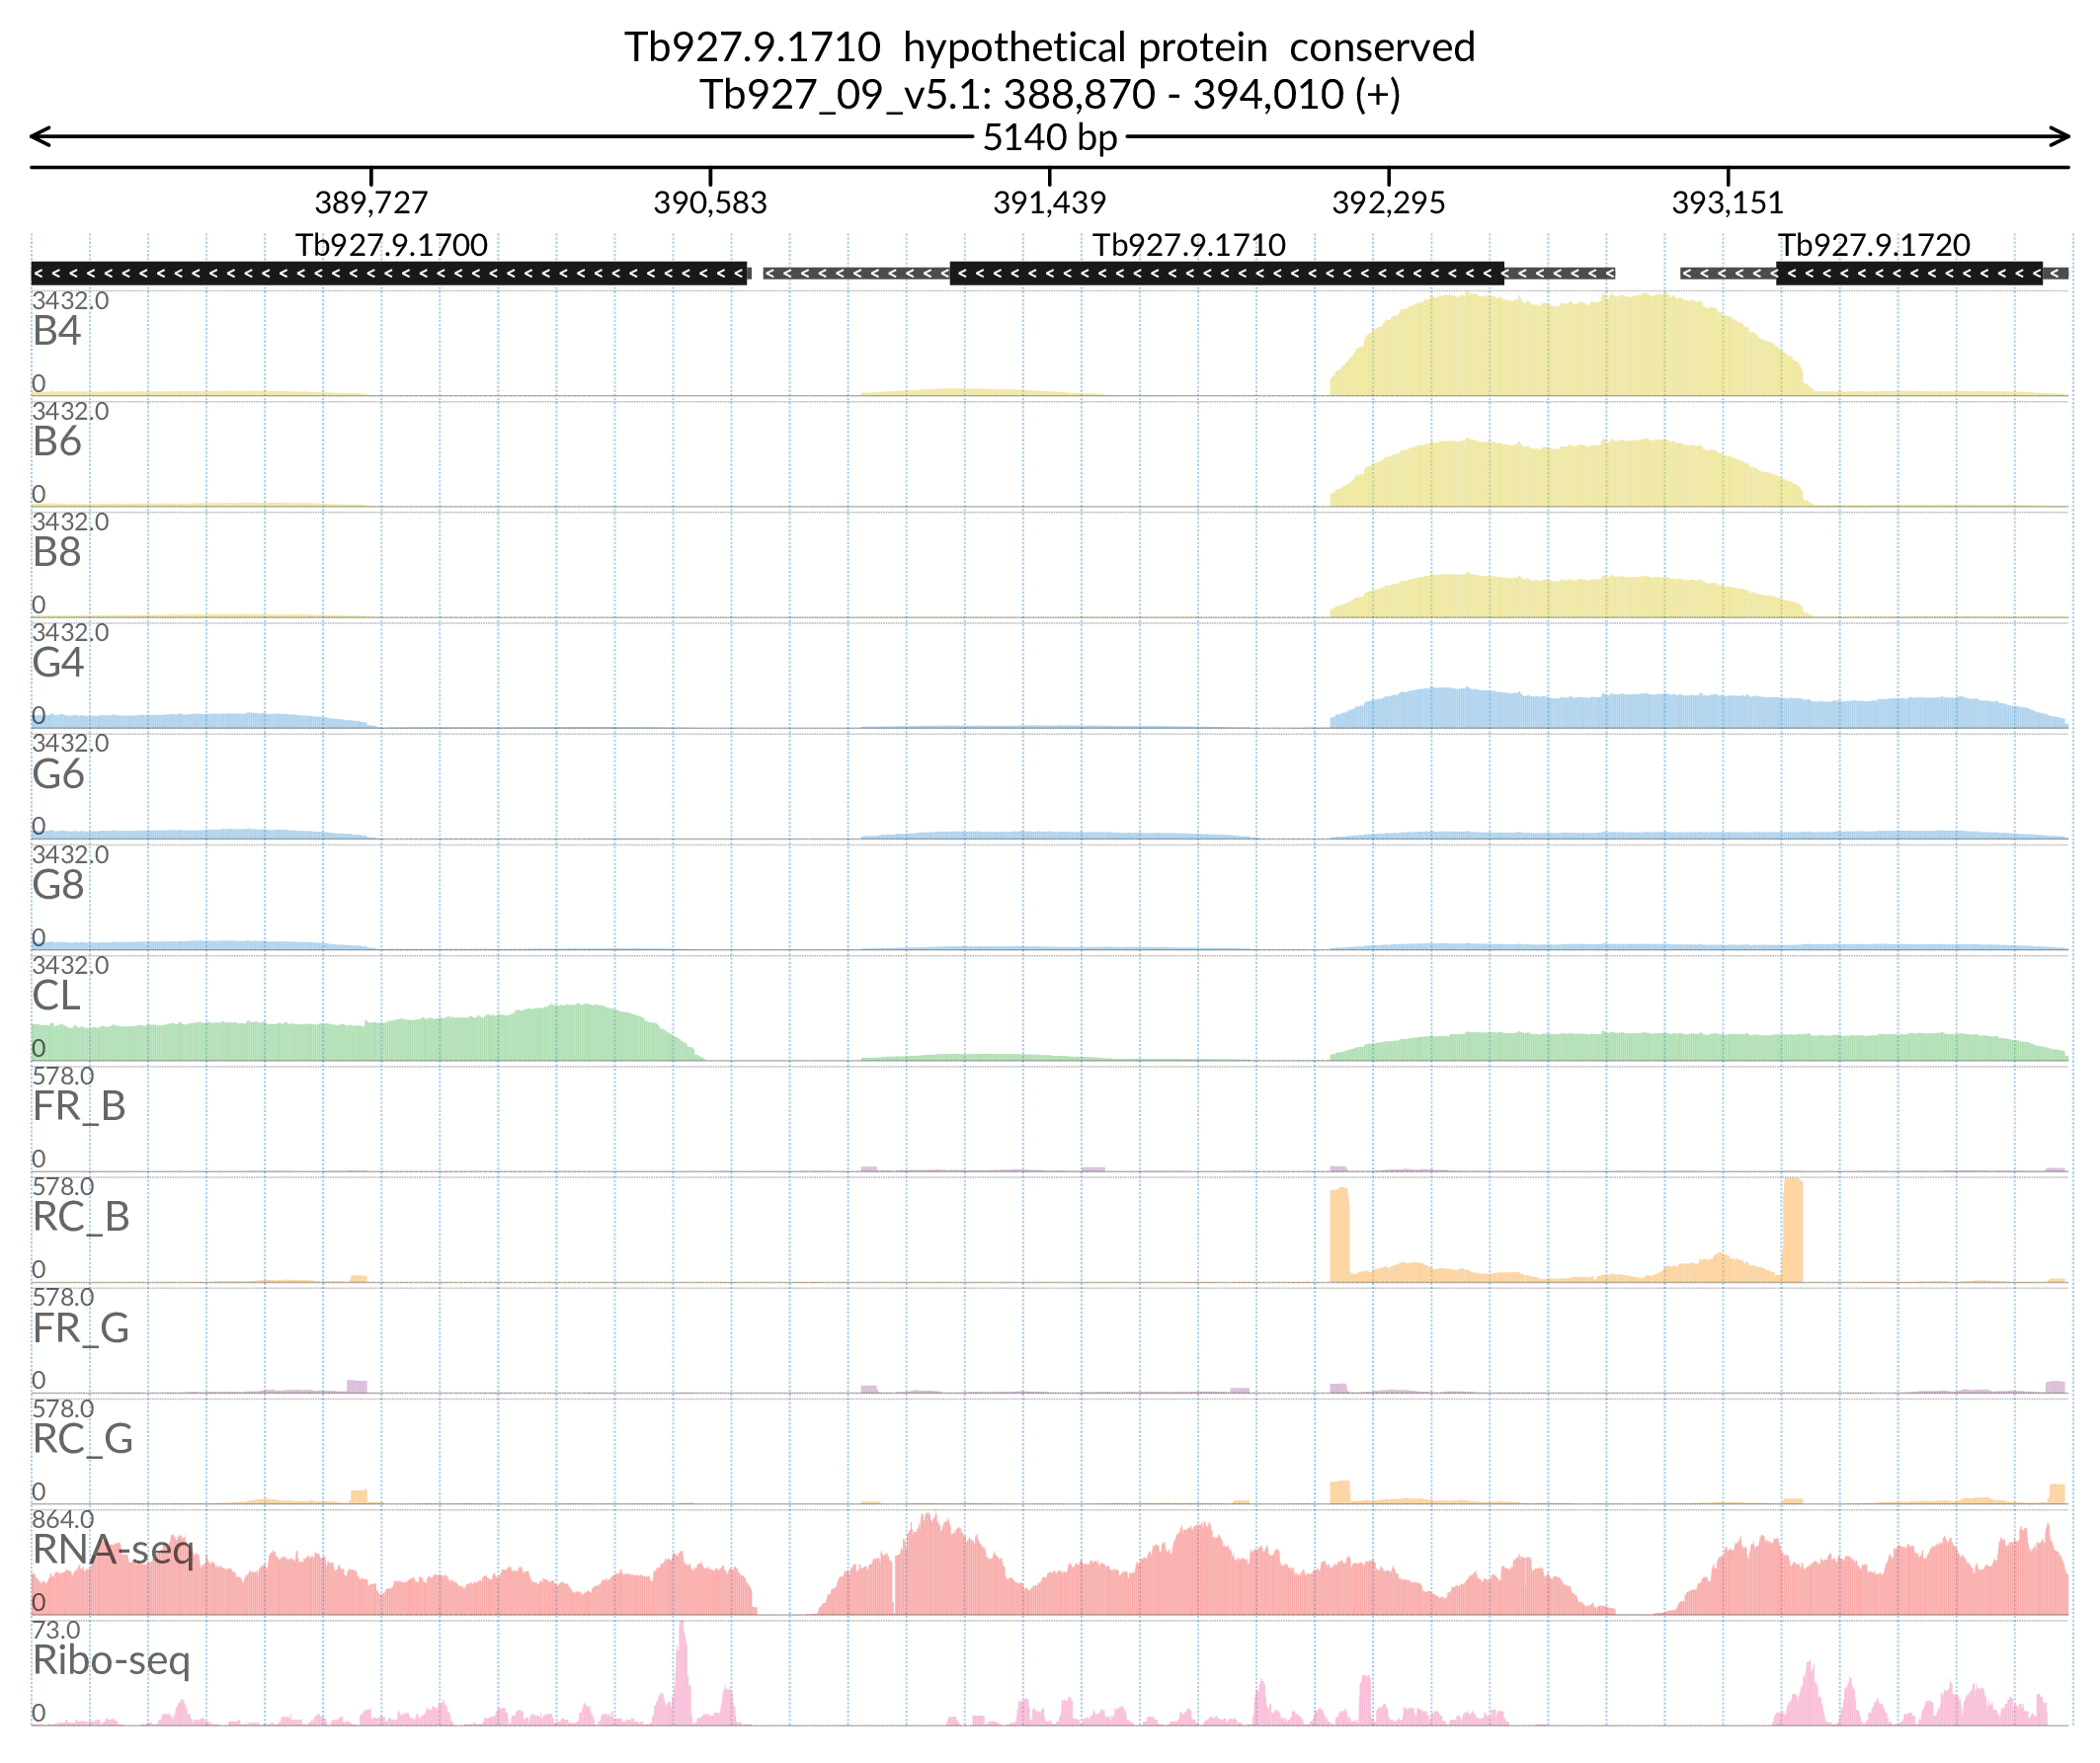 Tb927.9.1710  hypothetical protein  conserved
Tb927_09_v5.1: 388,870 - 394,010 (+)
5140 bp
389,727 390,583 391,439 392,295 393,151
Tb927.9.1700 Tb927.9.1710 Tb927.9.1720
3432.0
B4
0
3432.0
B6
0
3432.0
B8
0
3432.0
G4
0
3432.0
G6
0
3432.0
G8
0
3432.0
CL
0
578.0
FR_B
0
578.0
RC_B
0
578.0
FR_G
0
578.0
RC_G
0
864.0
RNA-seq
0
73.0
Ribo-seq
0